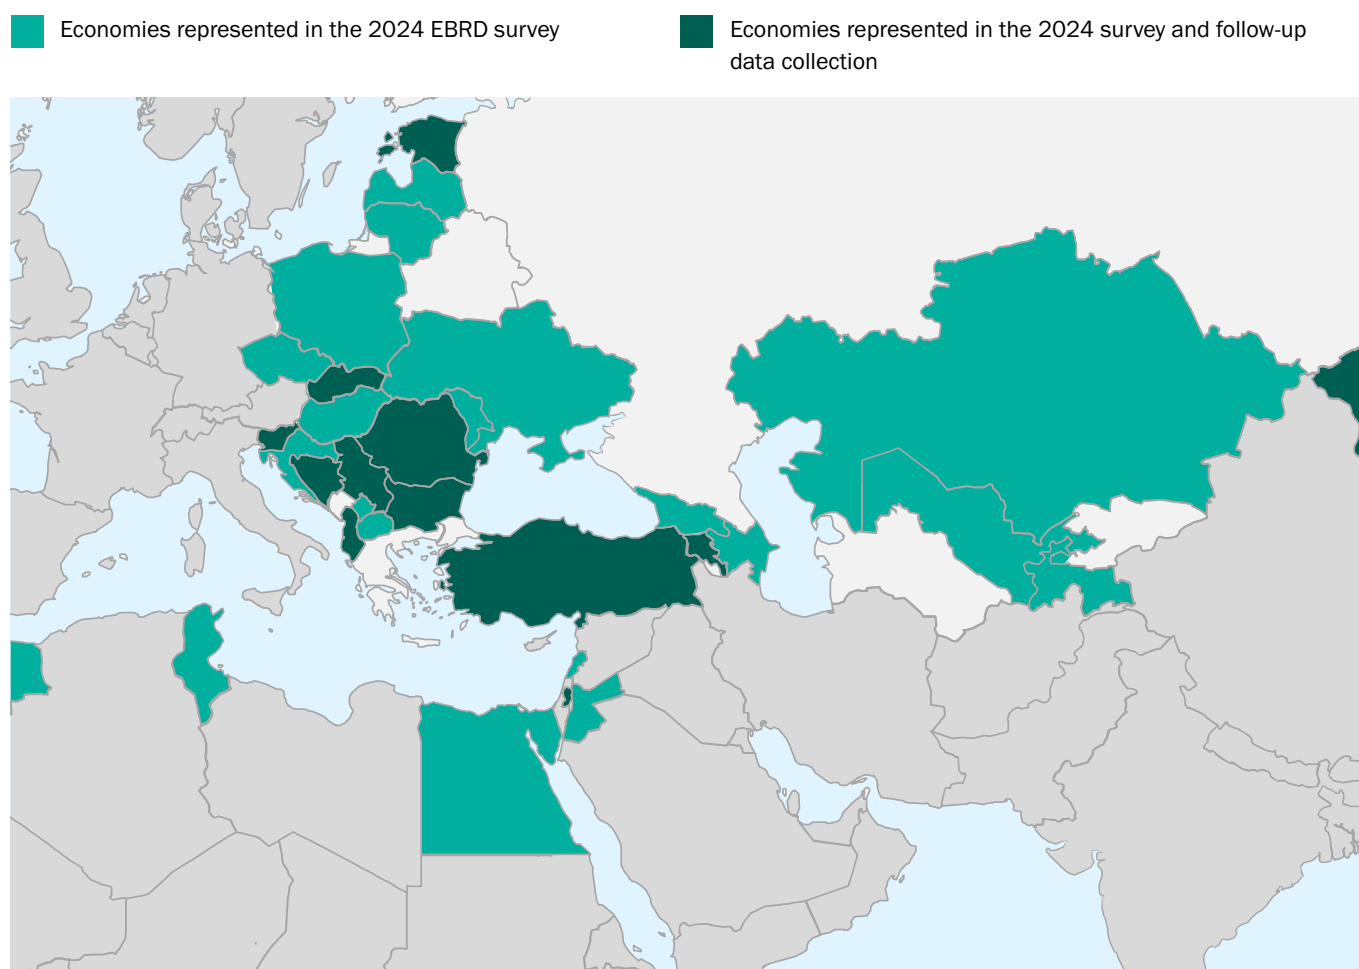 Economies represented in the 2024 EBRD survey
Economies represented in the 2024 survey and follow-up
data collection